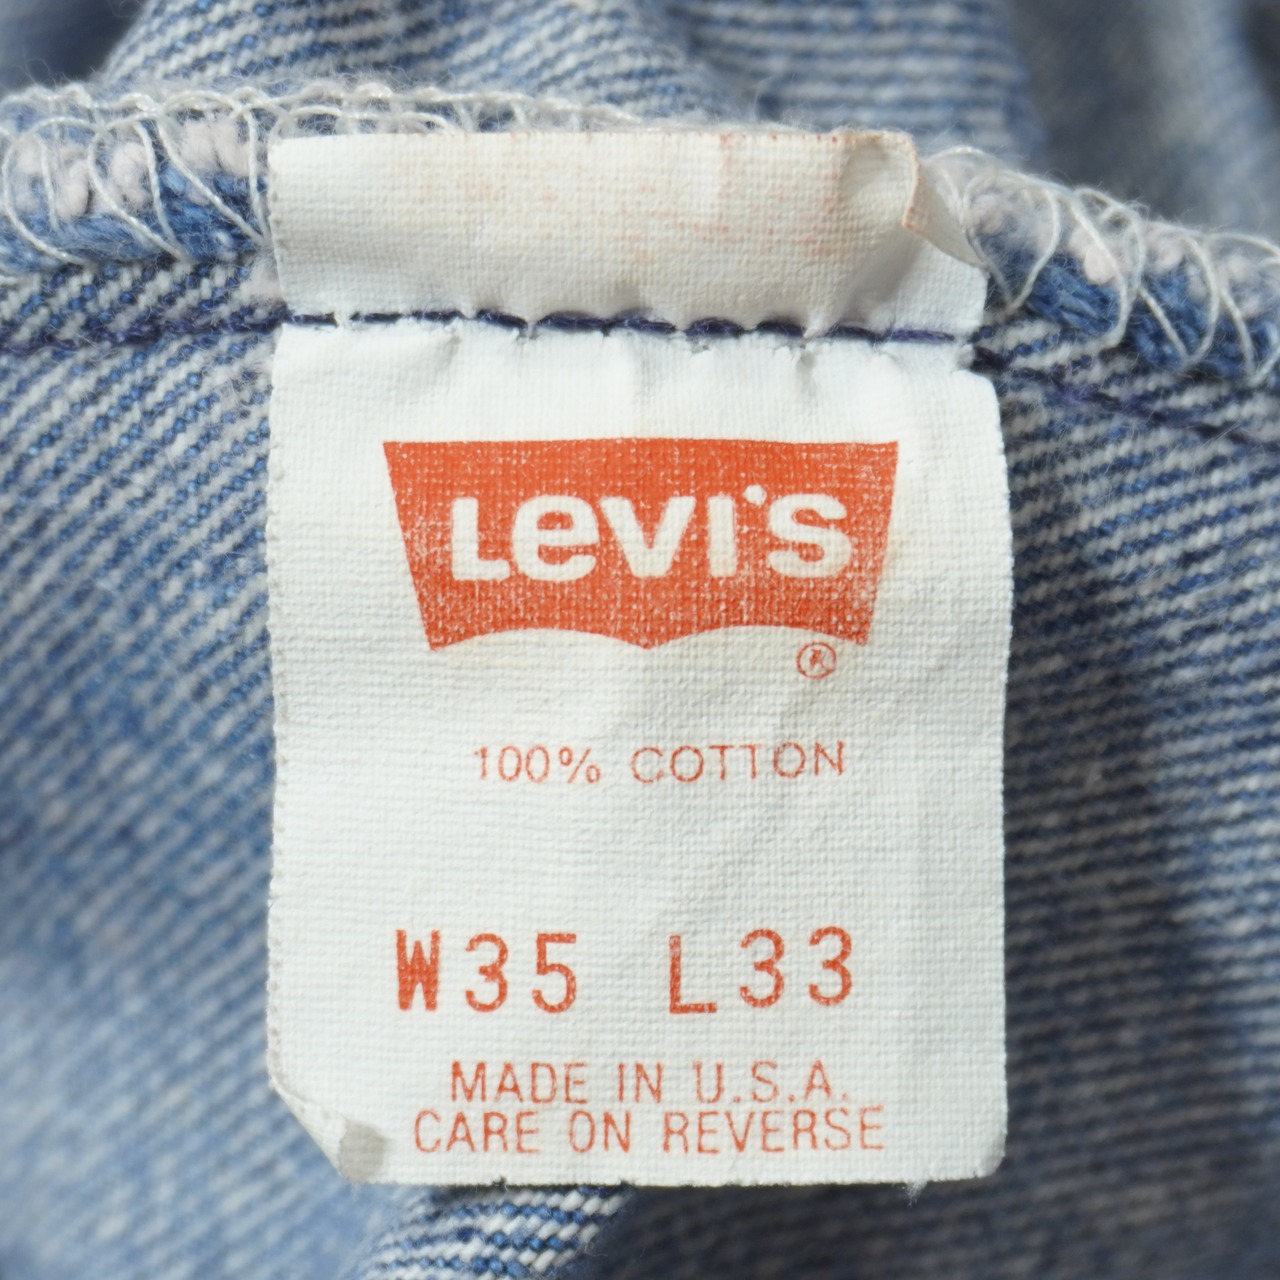 Levi's
®
100% COTTON
W35 L33
MADE IN U.S.A.
CARE ON REVERSE